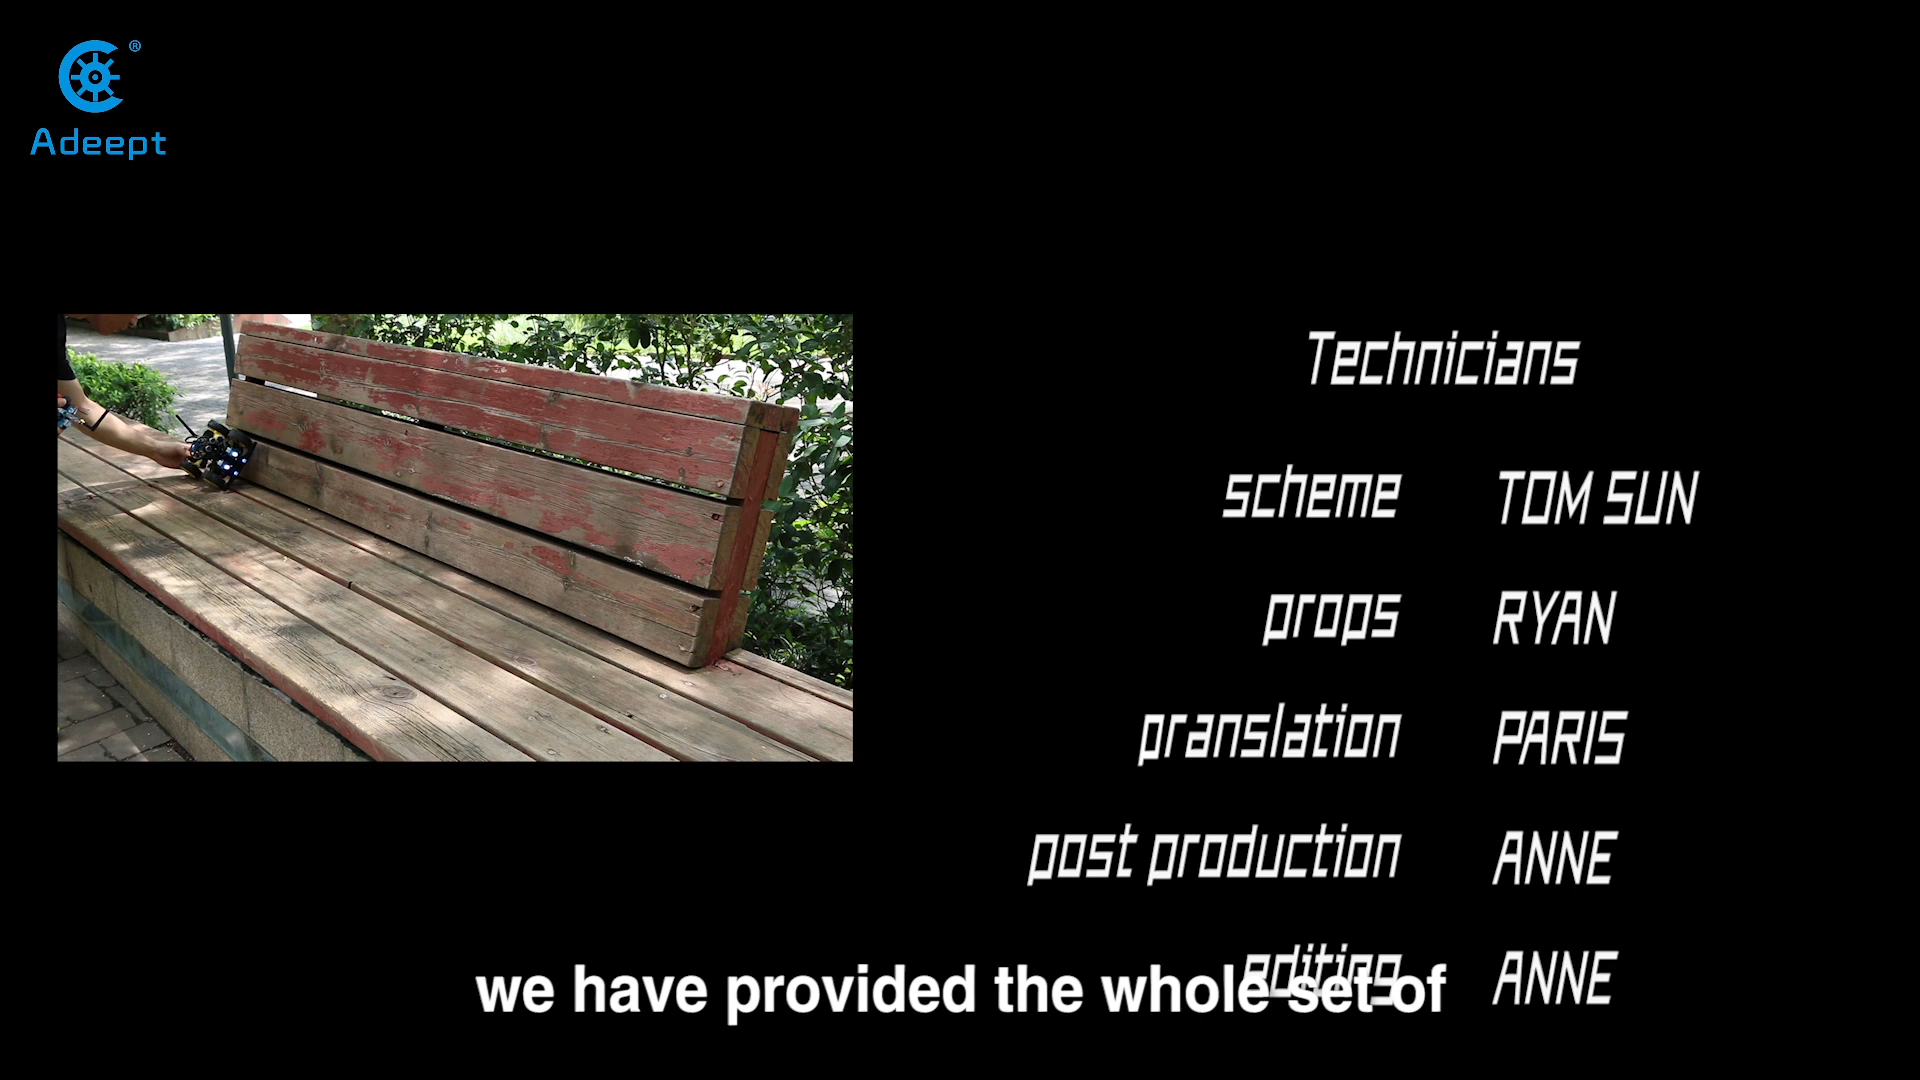 ®
Adeept
Technicians
scheme TOM SUN
props RYAN
pranslation PARIS
post production ANNE
editing ANNE
we have provided the whole set of